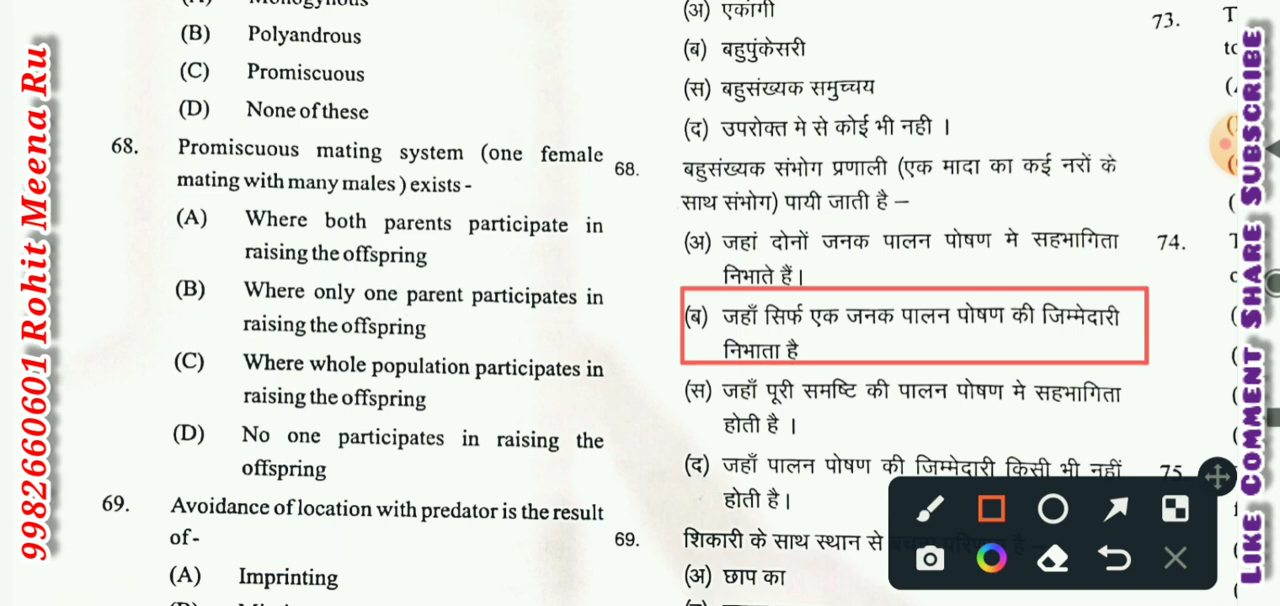 (B) Polyandrous
(C) Promiscuous
(D) None of these
68. Promiscuous mating system (one female
mating with many males ) exists -
(A) Where both parents participate in
raising the offspring
(B) Where only one parent participates in
raising the offspring
(C) Where whole population participates in
raising the offspring
(D) No one participates in raising the
offspring
69. Avoidance of location with predator is the result
of -
(A) Imprinting
(अ) एकांगी
(ब) बहुपुंकेसरी
(स) बहुसंख्यक समुच्चय
(द) उपरोक्त मे से कोई भी नही ।
68. बहुसंख्यक संभोग प्रणाली (एक मादा का कई नरों के
साथ संभोग) पायी जाती है –
(अ) जहां दोनों जनक पालन पोषण मे सहभागिता
निभाते हैं।
(ब) जहाँ सिर्फ एक जनक पालन पोषण की जिम्मेदारी
निभाता है
(स) जहाँ पूरी समष्टि की पालन पोषण मे सहभागिता
होती है ।
(द) जहाँ पालन पोषण की जिम्मेदारी किसी भी नहीं
होती है।
69. शिकारी के साथ स्थान से
(अ) छाप का
73.
74.
75.
9982660601 Rohit Meena Ru
LIKE COMMENT SHARE SUBSCRIBE